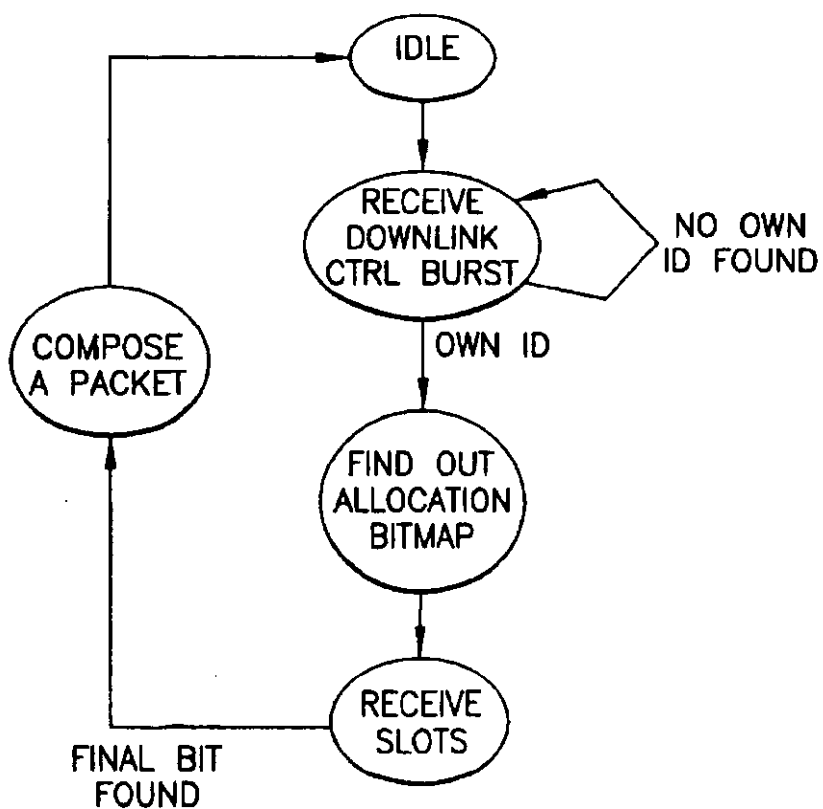 IDLE
RECEIVE
DOWNLINK
CTRL BURST
NO OWN
ID FOUND
OWN ID
COMPOSE
A PACKET
FIND OUT
ALLOCATION
BITMAP
RECEIVE
SLOTS
FINAL BIT
FOUND